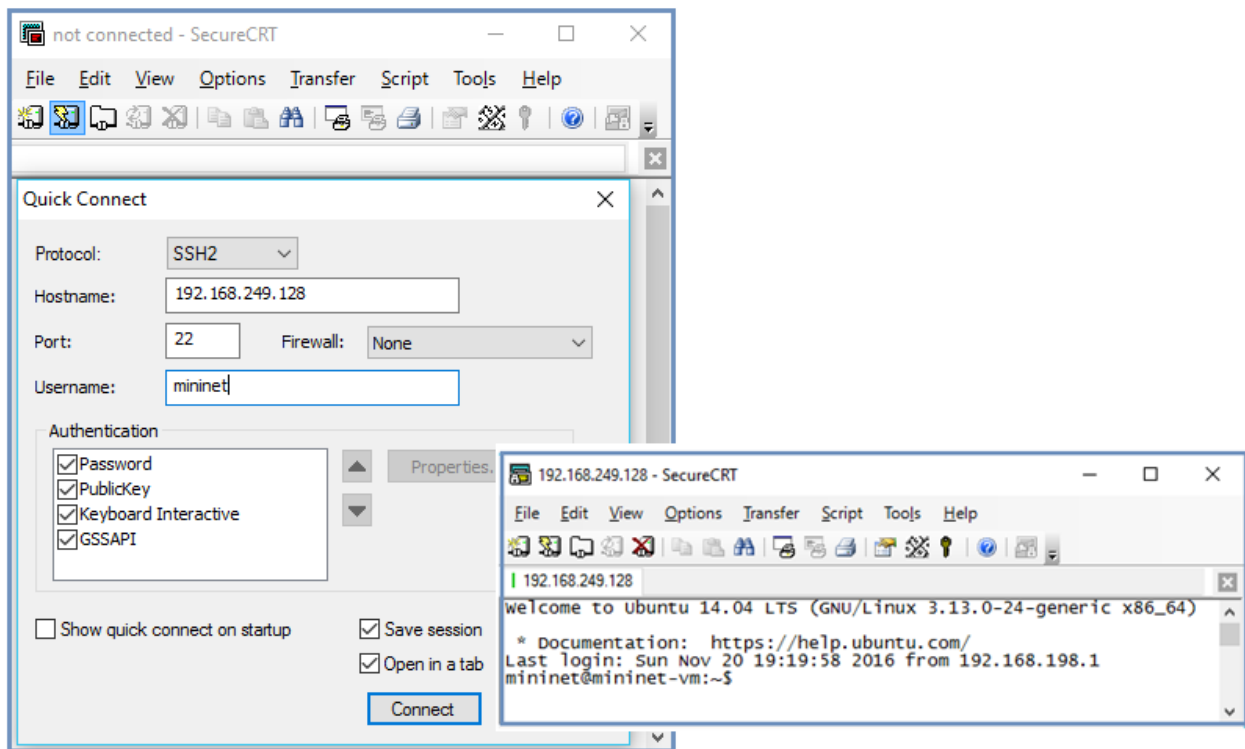 not connected - SecureCRT
File Edit View Options Transfer Script Tools Help
Quick Connect
Protocol: SSH2
Hostname: 192.168.249.128
Port: 22 Firewall: None
Username: mininet
Authentication
Password
PublicKey
Keyboard Interactive
GSSAPI
Properties.
Show quick connect on startup
Save session
Open in a tab
Connect
192.168.249.128 - SecureCRT
File Edit View Options Transfer Script Tools Help
192.168.249.128
Welcome to Ubuntu 14.04 LTS (GNU/Linux 3.13.0-24-generic x86_64)
* Documentation: https://help.ubuntu.com/
Last login: Sun Nov 20 19:19:58 2016 from 192.168.198.1
mininet@mininet-vm:~$